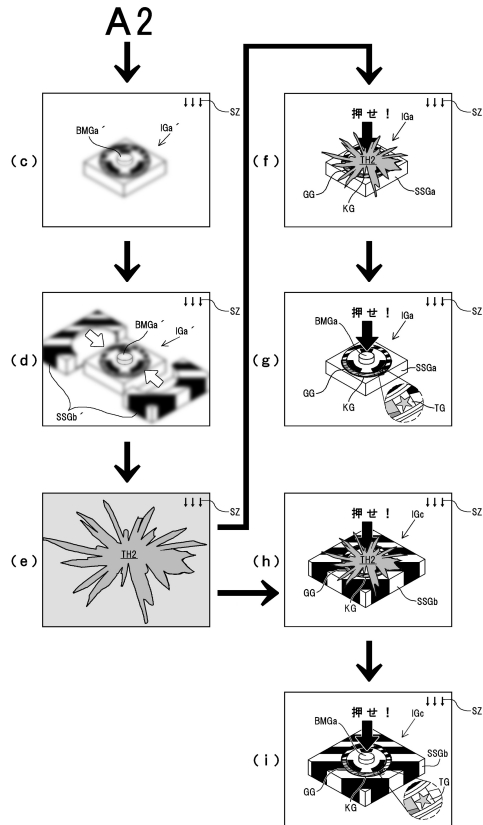 A2
(c)
BMGa´
IGa´
SZ
(d)
BMGa´
IGa´
SZ
SSGb´
(e)
TH2
SZ
(f)
押せ！
IGa
SZ
TH2
GG
KG
SSGa
(g)
押せ！
BMGa
IGa
SZ
SSGa
GG
KG
TG
(h)
押せ！
IGc
SZ
TH2
GG
KG
SSGb
(i)
押せ！
BMGa
IGc
SZ
SSGb
GG
KG
TG